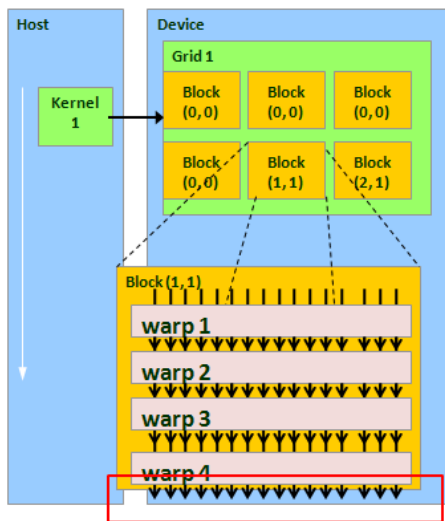 Host
Device
Grid 1
Kernel
1
Block
(0,0)
Block
(0,0)
Block
(0,0)
Block
(0,0)
Block
(1,1)
Block
(2,1)
Block (1,1)
warp 1
warp 2
warp 3
warp 4